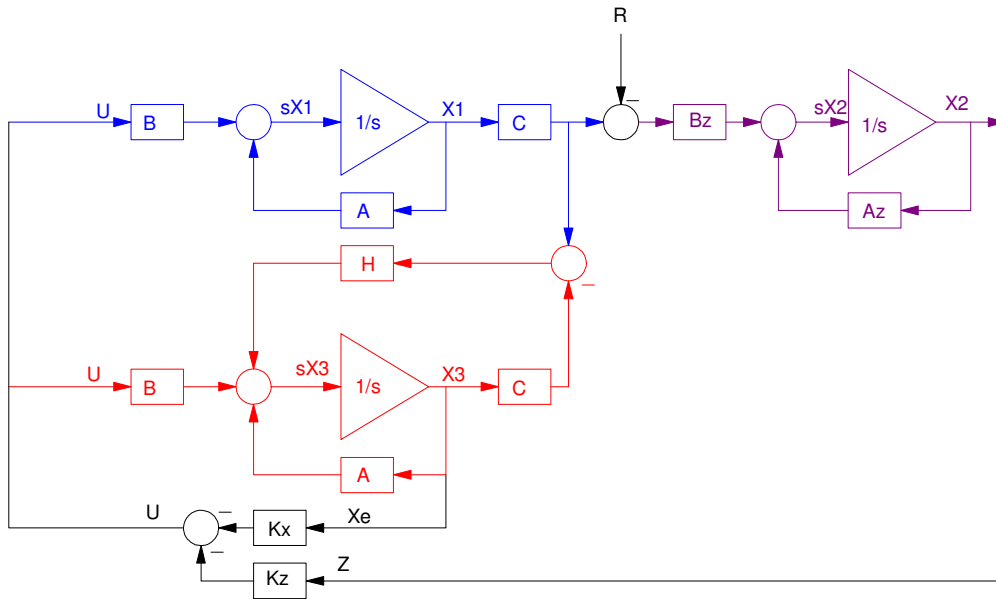 R
U B sX1 1/s X1 C − Bz sX2 1/s X2
A Az
H −
U B sX3 1/s X3 C
A
U − Kx Xe
− Kz Z